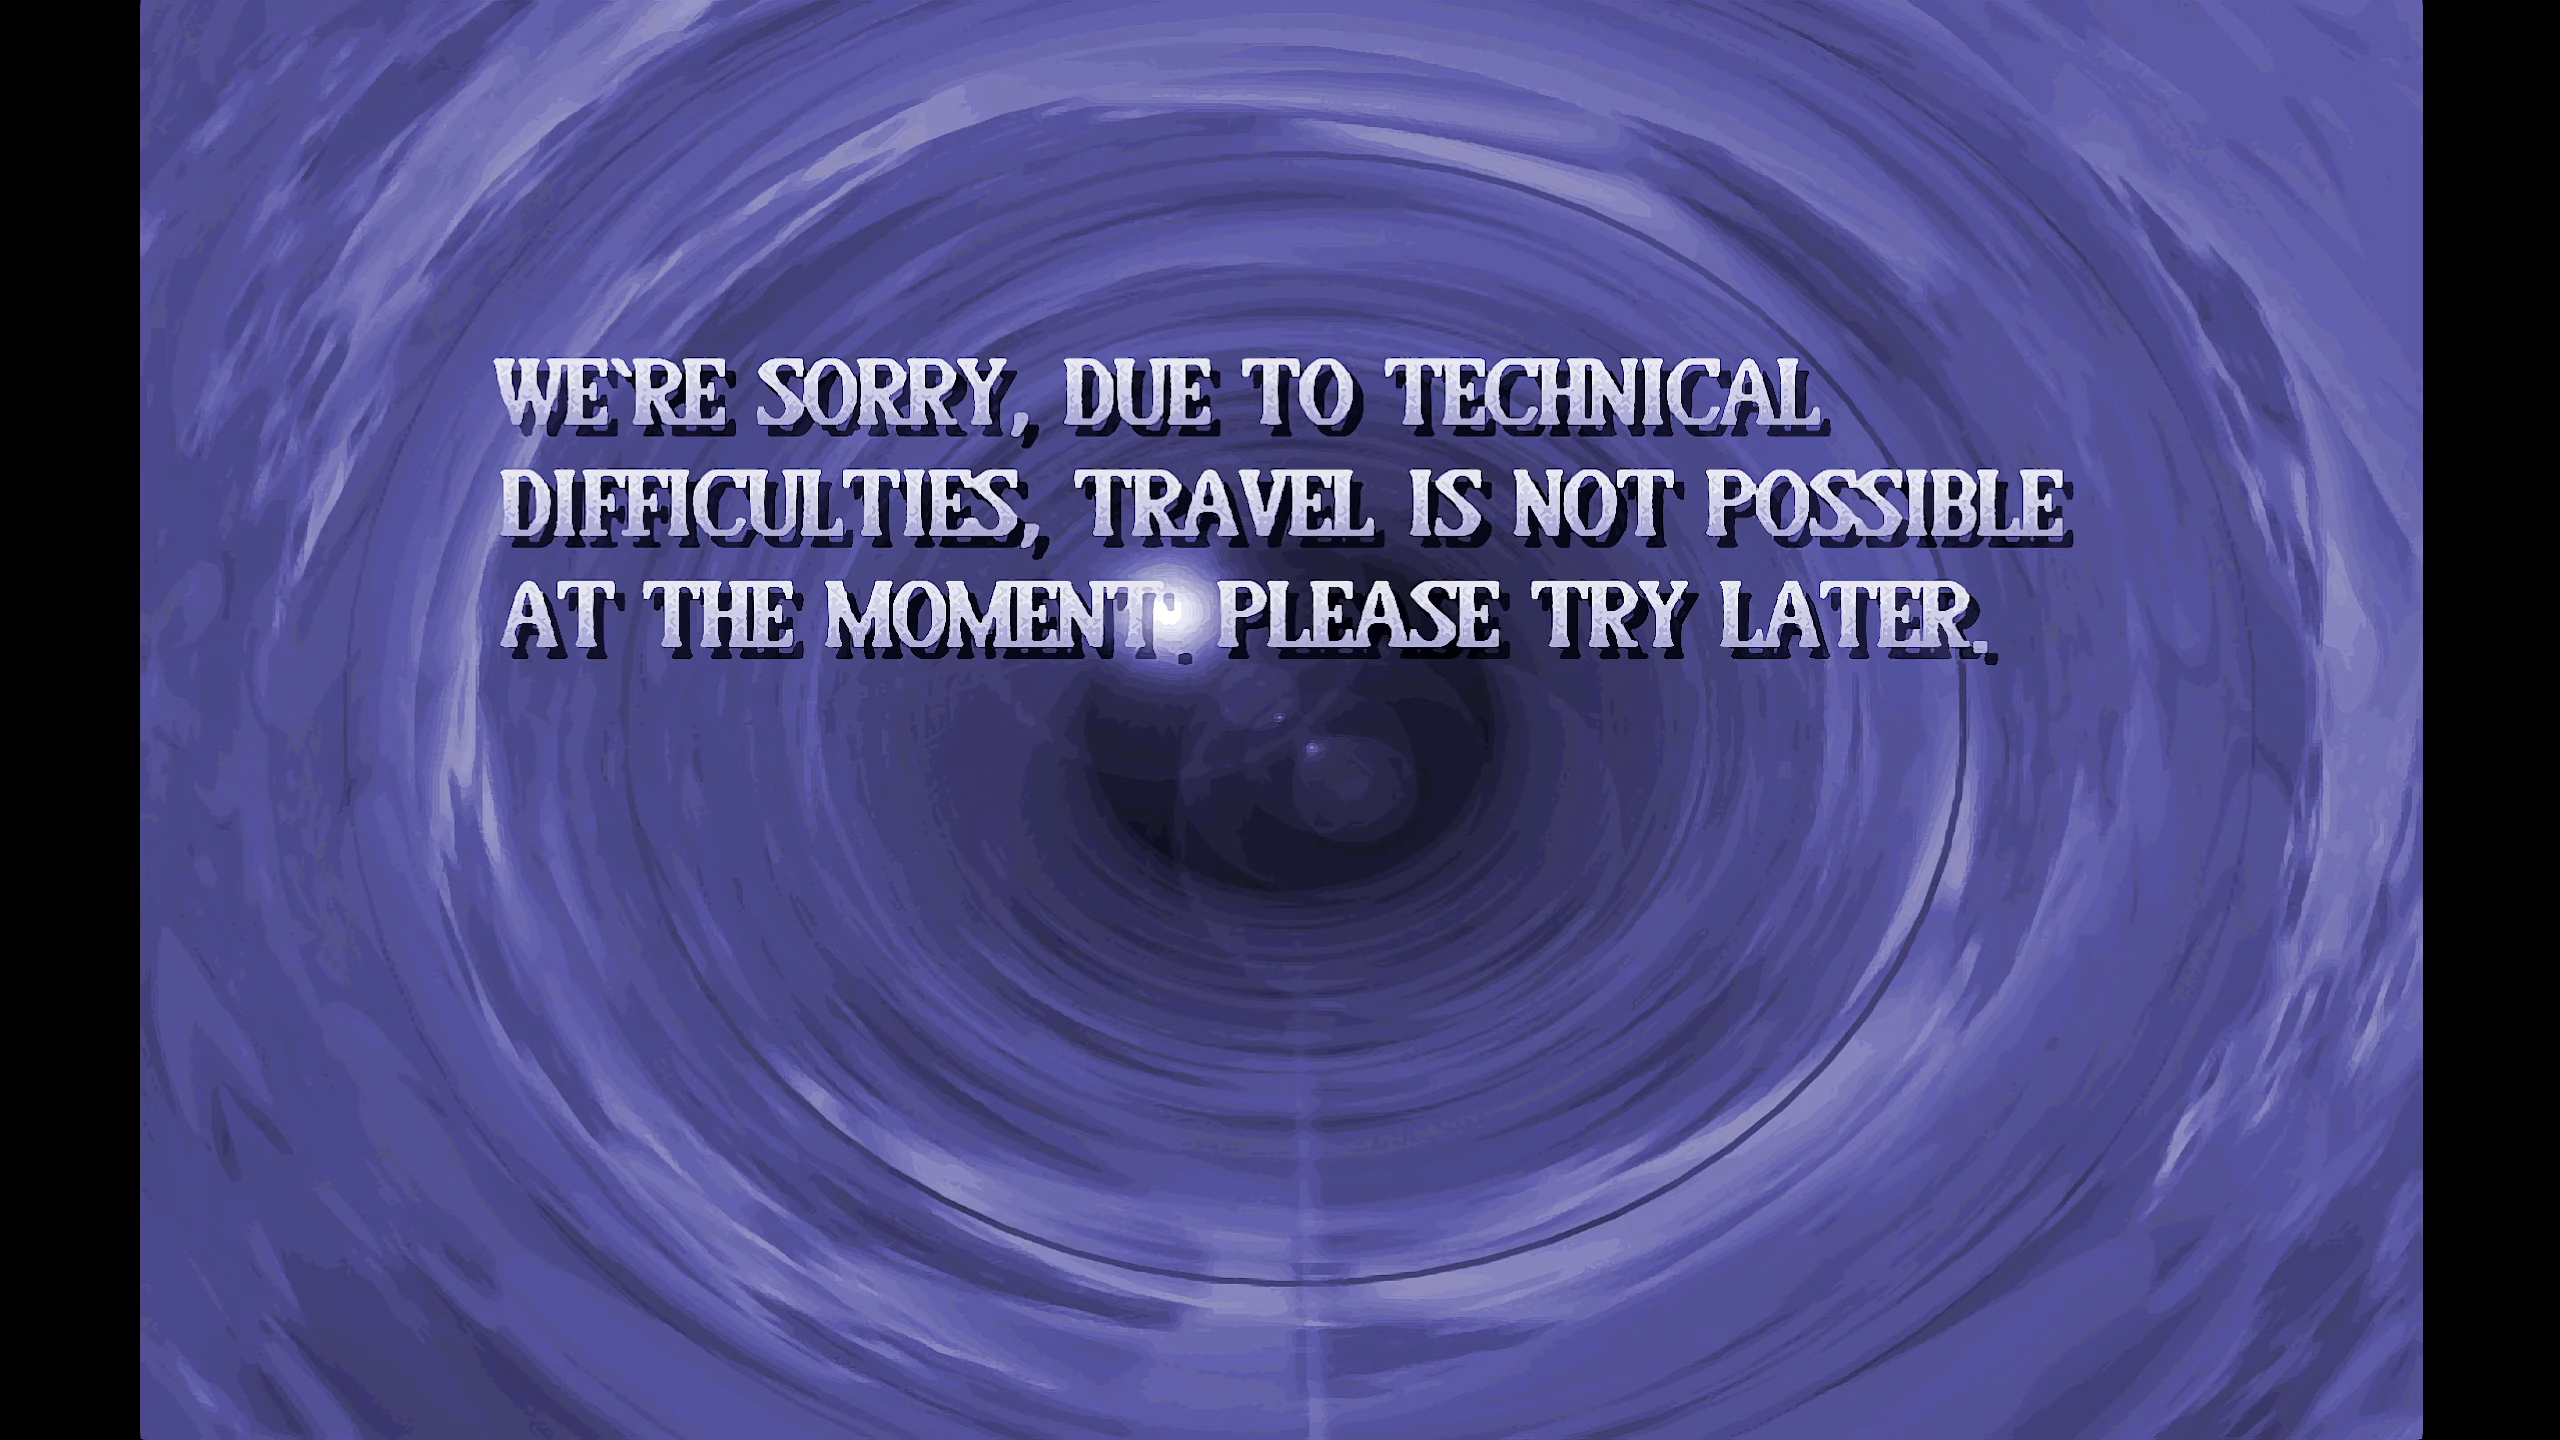 WE`RE SORRY, DUE TO TECHNICAL
DIFFICULTIES, TRAVEL IS NOT POSSIBLE
AT THE MOMENT. PLEASE TRY LATER.